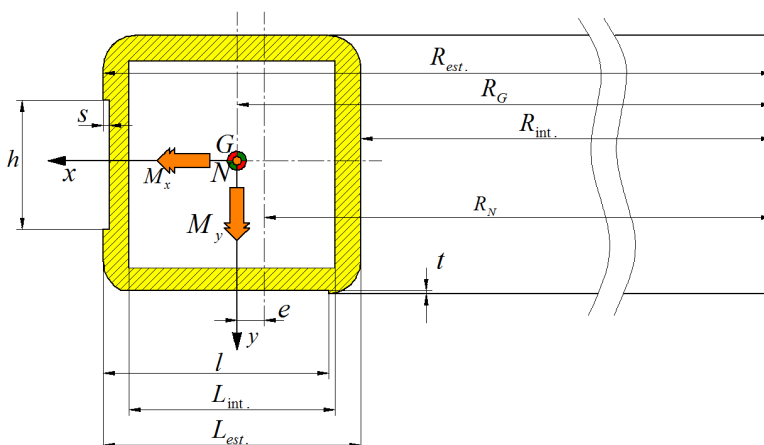 R_est.
R_G
s
G
R_int.
h
x
M_x
N
R_N
M_y
t
e
y
l
L_int.
L_est.